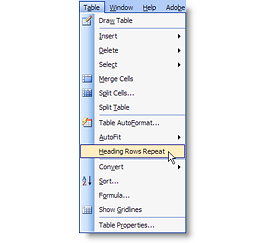 Table Window Help Adobe
Draw Table
Insert
Delete
Select
Merge Cells
Split Cells...
Split Table
Table AutoFormat...
AutoFit
Heading Rows Repeat
Convert
Sort...
Formula...
Show Gridlines
Table Properties...